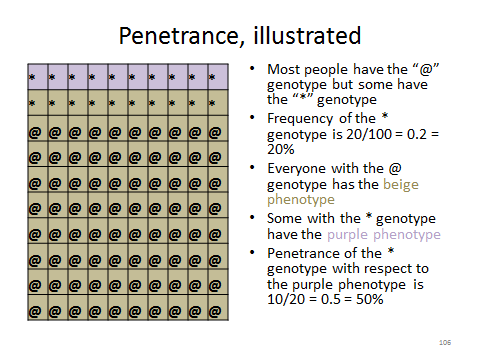 Penetrance, illustrated
* * * * * * * * * *
* * * * * * * * * *
@ @ @ @ @ @ @ @ @ @
@ @ @ @ @ @ @ @ @ @
@ @ @ @ @ @ @ @ @ @
@ @ @ @ @ @ @ @ @ @
@ @ @ @ @ @ @ @ @ @
@ @ @ @ @ @ @ @ @ @
@ @ @ @ @ @ @ @ @ @
@ @ @ @ @ @ @ @ @ @
• Most people have the “@”
genotype but some have
the “*” genotype
• Frequency of the *
genotype is 20/100 = 0.2 =
20%
• Everyone with the @
genotype has the beige
phenotype
• Some with the * genotype
have the purple phenotype
• Penetrance of the *
genotype with respect to
the purple phenotype is
10/20 = 0.5 = 50%
106